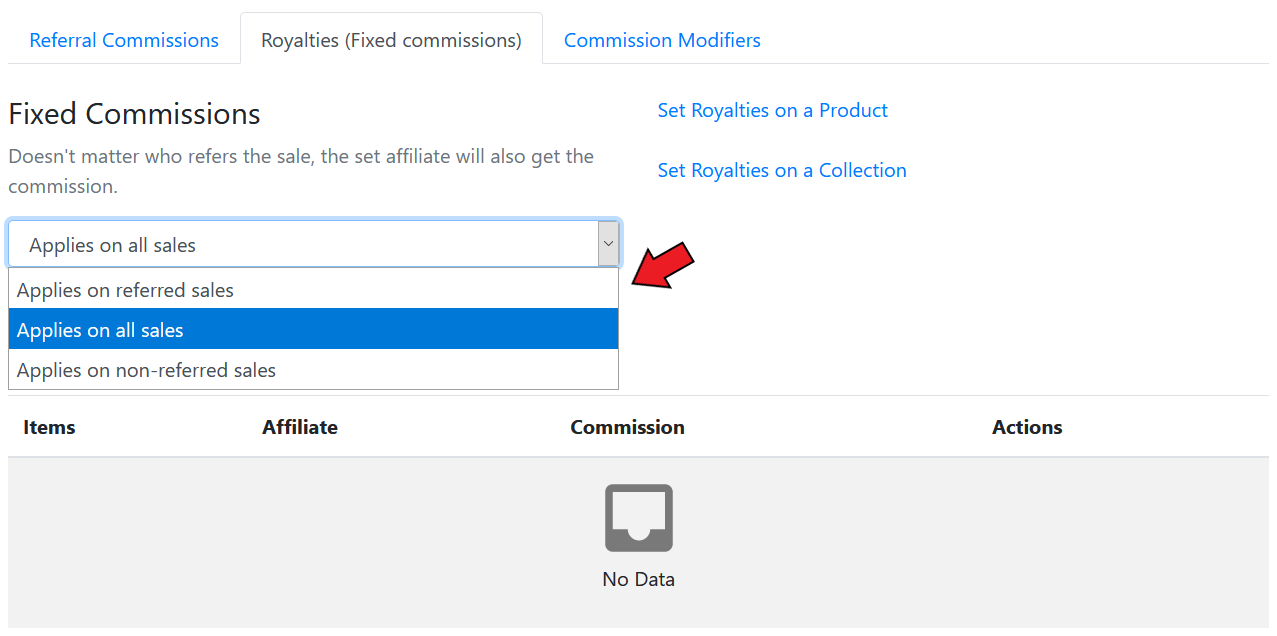 Referral Commissions
Royalties (Fixed commissions)
Commission Modifiers
Fixed Commissions
Doesn't matter who refers the sale, the set affiliate will also get the
commission.
Set Royalties on a Product
Set Royalties on a Collection
Applies on all sales
Applies on referred sales
Applies on all sales
Applies on non-referred sales
Items
Affiliate
Commission
Actions
No Data